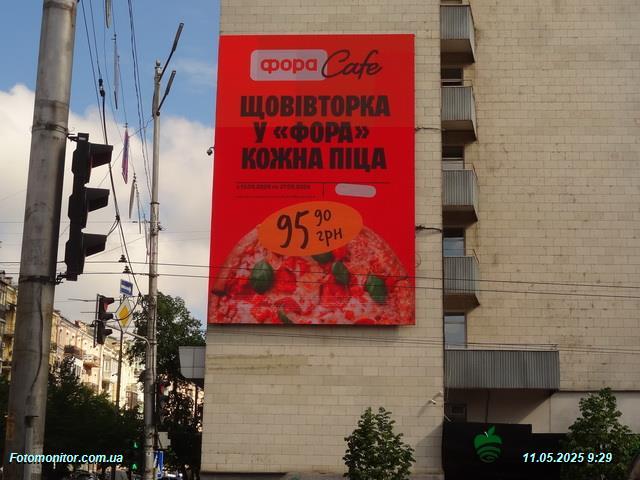 фора Cafe
ЩОВІВТОРКА
У «ФОРА»
КОЖНА ПІЦА
95 90
грн
Fotomonitor.com.ua
11.05.2025 9:29